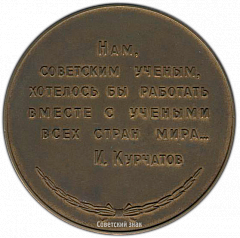 Нам,
советским ученым,
хотелось бы работать
вместе с учеными
всех стран мира...
И. Курчатов
Советский знак